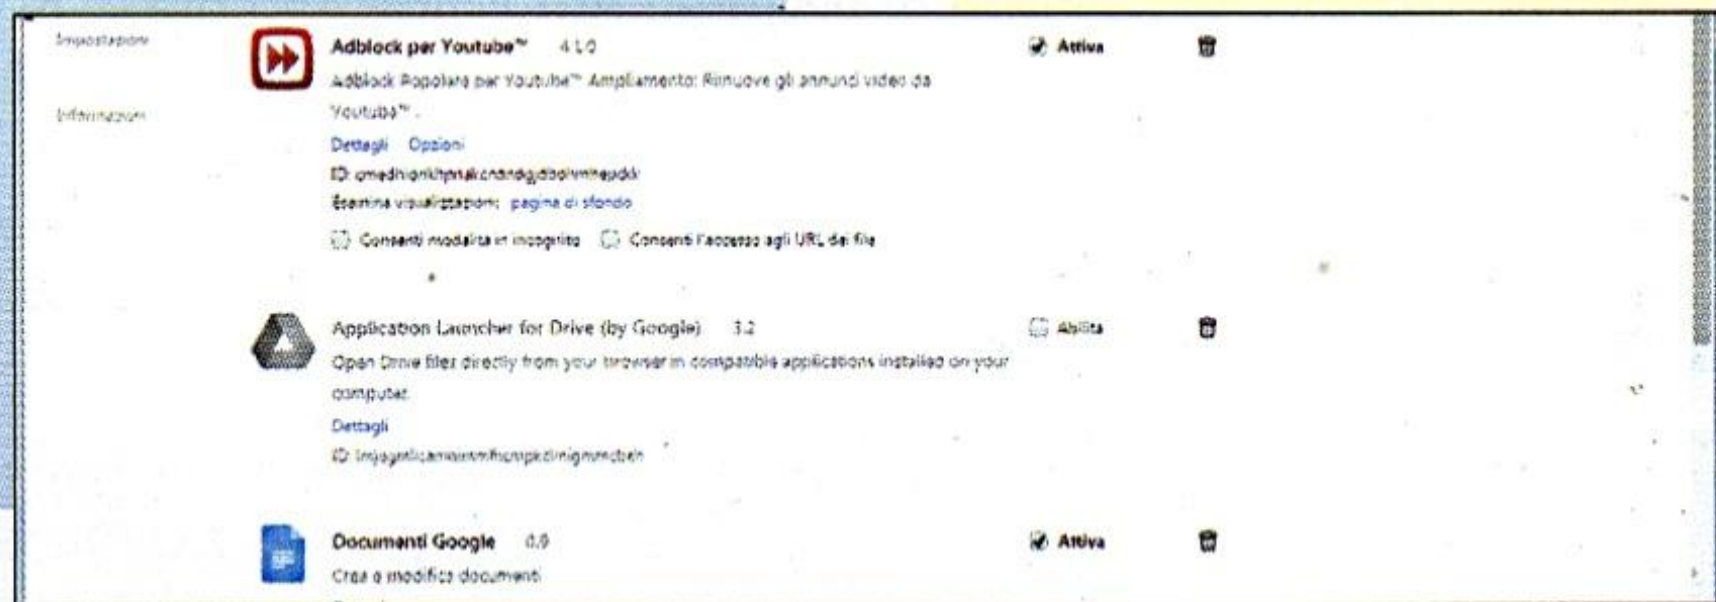 Impostazioni
Informazioni
Adblock per Youtube™ 4.1.0 Attiva
Adblock Popolare per Youtube™ Ampliamento: Rimuove gli annunci video da
Youtube™ .
Dettagli Opzioni
ID:
Esamina visualizzazioni: pagina di sfondo
Consenti modalità in incognito Consenti l'accesso agli URL dei file
Application Launcher for Drive (by Google) 3.2 Abilita
Open Drive files directly from your browser in compatible applications installed on your
computer.
Dettagli
ID:
Documenti Google 0.9 Attiva
Crea e modifica documenti